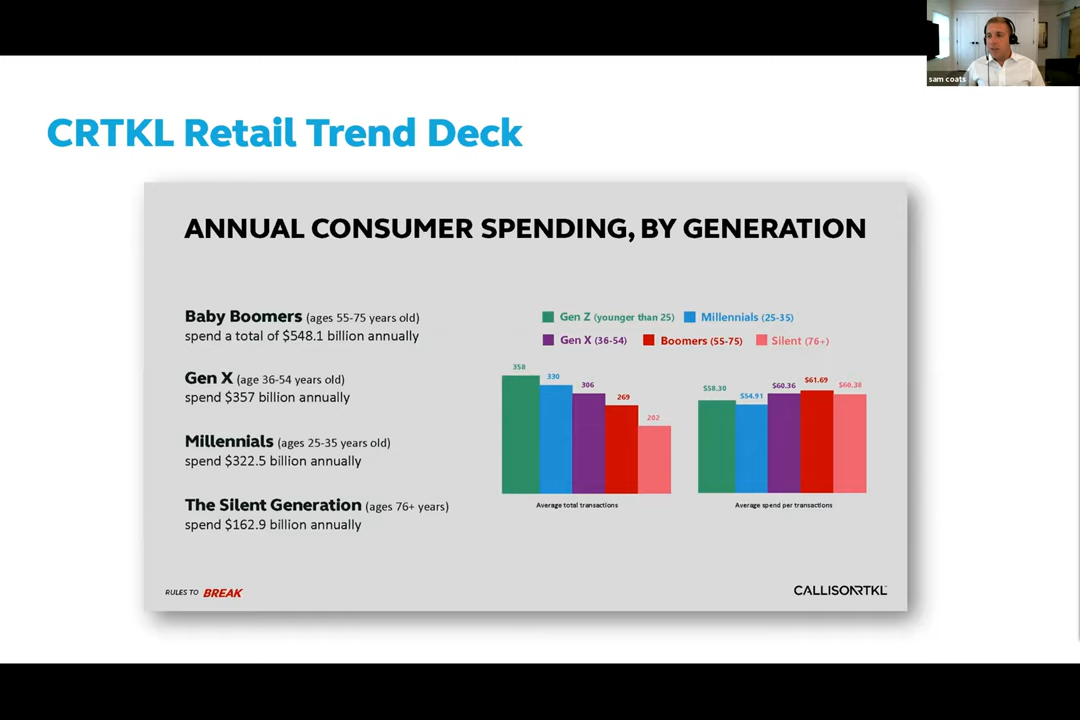 sam coats
CRTKL Retail Trend Deck
ANNUAL CONSUMER SPENDING, BY GENERATION
Baby Boomers (ages 55-75 years old)
spend a total of $548.1 billion annually
Gen X (age 36-54 years old)
spend $357 billion annually
Millennials (ages 25-35 years old)
spend $322.5 billion annually
The Silent Generation (ages 76+ years)
spend $162.9 billion annually
Gen Z (younger than 25) Millennials (25-35)
Gen X (36-54) Boomers (55-75) Silent (76+)
358 330 306 269 202
Average total transactions
$58.30 $54.91 $60.36 $61.69 $60.38
Average spend per transactions
RULES TO BREAK
CALLISONRTKL